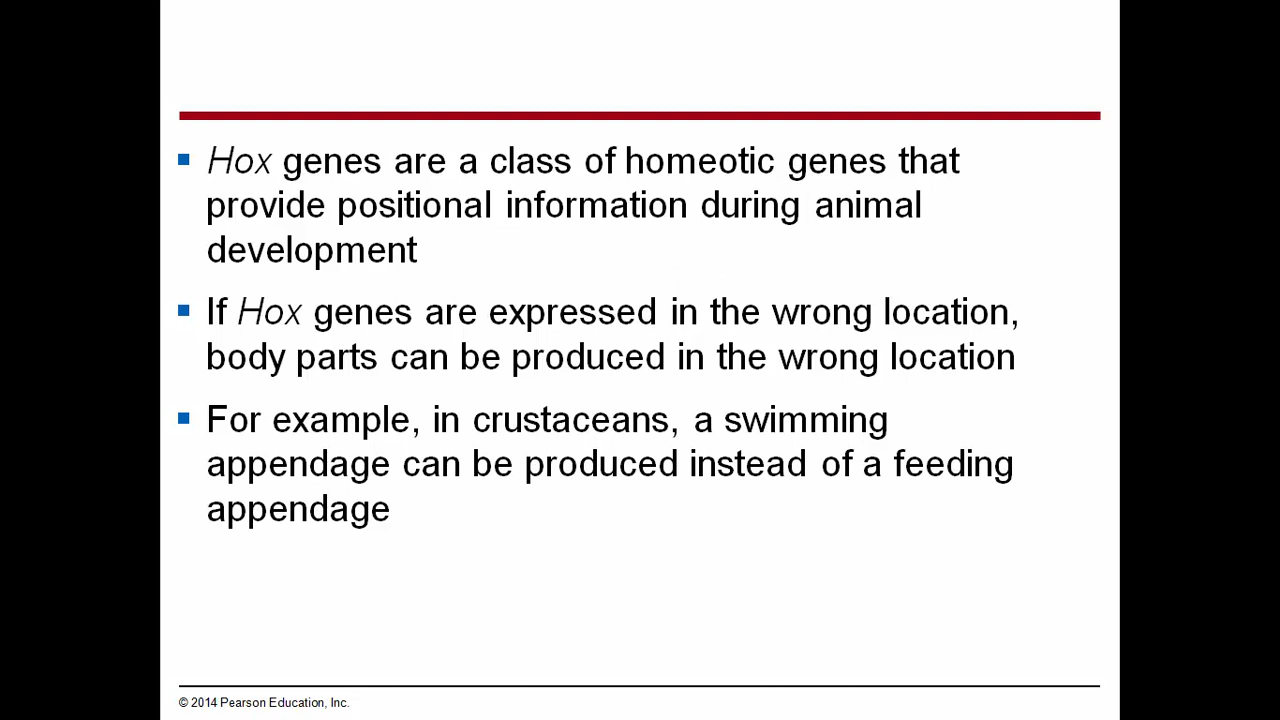 Hox genes are a class of homeotic genes that
provide positional information during animal
development
If Hox genes are expressed in the wrong location,
body parts can be produced in the wrong location
For example, in crustaceans, a swimming
appendage can be produced instead of a feeding
appendage
© 2014 Pearson Education, Inc.